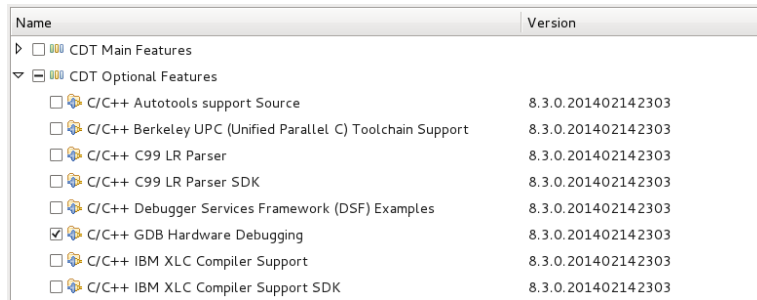 Name Version
CDT Main Features
CDT Optional Features
C/C++ Autotools support Source 8.3.0.201402142303
C/C++ Berkeley UPC (Unified Parallel C) Toolchain Support 8.3.0.201402142303
C/C++ C99 LR Parser 8.3.0.201402142303
C/C++ C99 LR Parser SDK 8.3.0.201402142303
C/C++ Debugger Services Framework (DSF) Examples 8.3.0.201402142303
C/C++ GDB Hardware Debugging 8.3.0.201402142303
C/C++ IBM XLC Compiler Support 8.3.0.201402142303
C/C++ IBM XLC Compiler Support SDK 8.3.0.201402142303